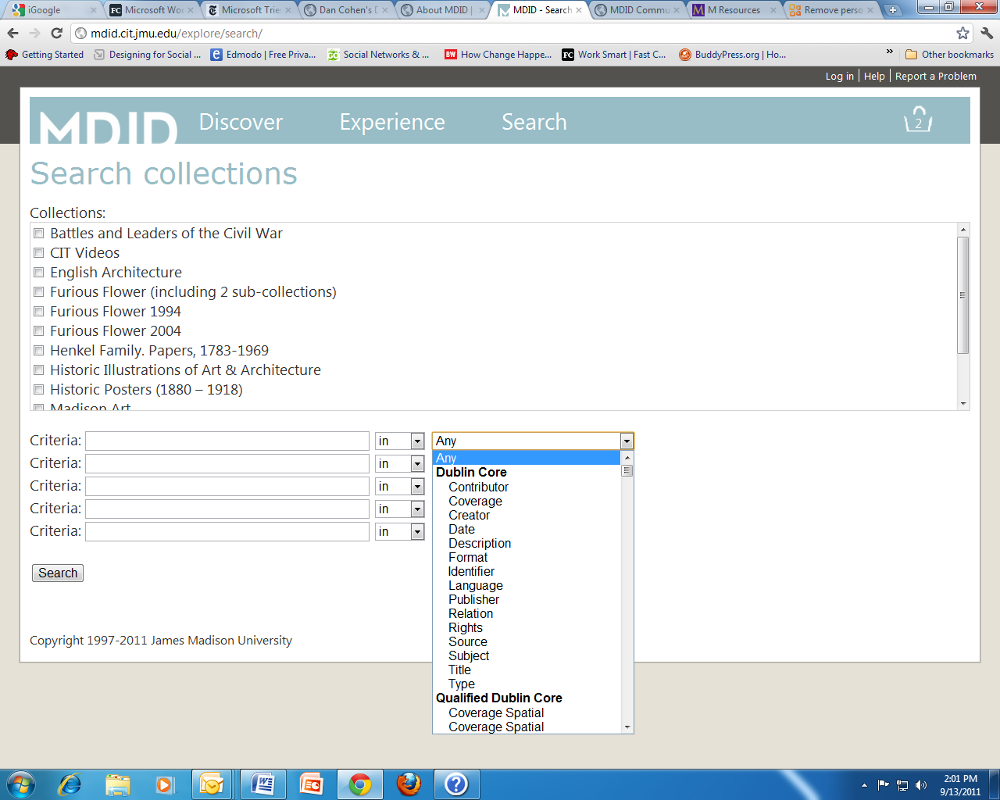 iGoogle
Microsoft Wo
Microsoft Trie
Dan Cohen's D
About MDID |
MDID - Search
MDID Commu
M Resources
Remove perso
mdid.cit.jmu.edu/explore/search/
Getting Started
Designing for Social ...
Edmodo | Free Priva...
Social Networks & ...
How Change Happe...
Work Smart | Fast C...
BuddyPress.org | Ho...
»
Other bookmarks
Log in | Help | Report a Problem
MDID
Discover
Experience
Search
2
Search collections
Collections:
Battles and Leaders of the Civil War
CIT Videos
English Architecture
Furious Flower (including 2 sub-collections)
Furious Flower 1994
Furious Flower 2004
Henkel Family. Papers, 1783-1969
Historic Illustrations of Art & Architecture
Historic Posters (1880 – 1918)
Madison Art
Criteria: in Any
Criteria: in
Criteria: in
Criteria: in
Criteria: in
Any
Dublin Core
Contributor
Coverage
Creator
Date
Description
Format
Identifier
Language
Publisher
Relation
Rights
Source
Subject
Title
Type
Qualified Dublin Core
Coverage Spatial
Coverage Spatial
Search
Copyright 1997-2011 James Madison University
2:01 PM
9/13/2011